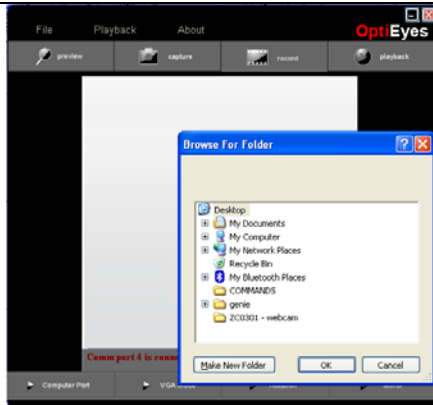 File Playback About OptiEyes
preview capture record playback
Browse For Folder
Desktop
My Documents
My Computer
My Network Places
Recycle Bin
My Bluetooth Places
COMMANDS
genie
ZC0301 - webcam
Comm port 4 is conn
Make New Folder OK Cancel
Computer Port VGA